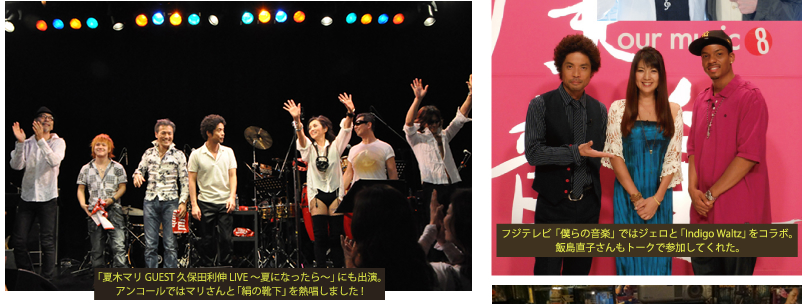 「夏木マリ GUEST 久保田利伸 LIVE ～夏になったら～」にも出演。
アンコールではマリさんと「絹の靴下」を熱唱しました！
our music 8
フジテレビ「僕らの音楽」ではジェロと「Indigo Waltz」をコラボ。
飯島直子さんもトークで参加してくれた。